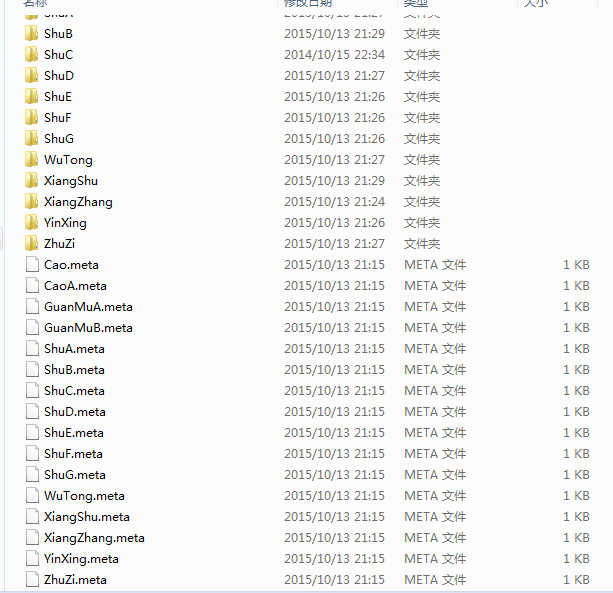 名称 修改日期 类型 大小
ShuA 2015/10/13 21:27 文件夹
ShuB 2015/10/13 21:29 文件夹
ShuC 2014/10/15 22:34 文件夹
ShuD 2015/10/13 21:27 文件夹
ShuE 2015/10/13 21:26 文件夹
ShuF 2015/10/13 21:26 文件夹
ShuG 2015/10/13 21:26 文件夹
WuTong 2015/10/13 21:27 文件夹
XiangShu 2015/10/13 21:29 文件夹
XiangZhang 2015/10/13 21:24 文件夹
YinXing 2015/10/13 21:26 文件夹
ZhuZi 2015/10/13 21:27 文件夹
Cao.meta 2015/10/13 21:15 META 文件 1 KB
CaoA.meta 2015/10/13 21:15 META 文件 1 KB
GuanMuA.meta 2015/10/13 21:15 META 文件 1 KB
GuanMuB.meta 2015/10/13 21:15 META 文件 1 KB
ShuA.meta 2015/10/13 21:15 META 文件 1 KB
ShuB.meta 2015/10/13 21:15 META 文件 1 KB
ShuC.meta 2015/10/13 21:15 META 文件 1 KB
ShuD.meta 2015/10/13 21:15 META 文件 1 KB
ShuE.meta 2015/10/13 21:15 META 文件 1 KB
ShuF.meta 2015/10/13 21:15 META 文件 1 KB
ShuG.meta 2015/10/13 21:15 META 文件 1 KB
WuTong.meta 2015/10/13 21:15 META 文件 1 KB
XiangShu.meta 2015/10/13 21:15 META 文件 1 KB
XiangZhang.meta 2015/10/13 21:15 META 文件 1 KB
YinXing.meta 2015/10/13 21:15 META 文件 1 KB
ZhuZi.meta 2015/10/13 21:15 META 文件 1 KB